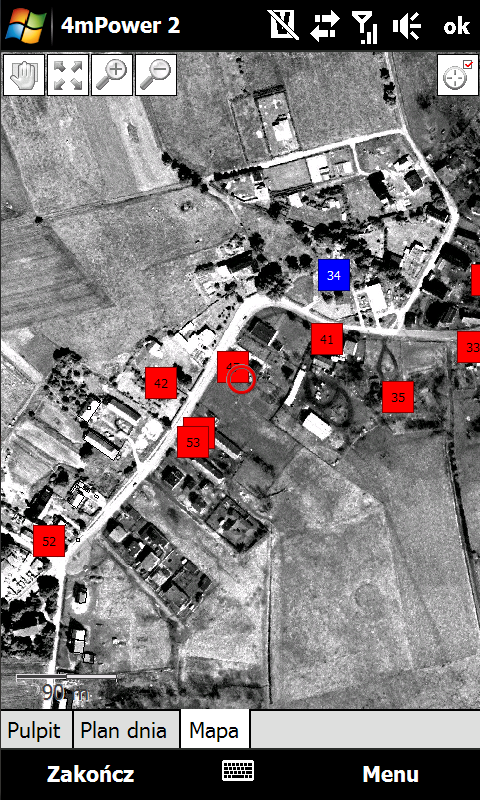 4mPower 2
ok
34
41
33
42
35
53
52
90 m
Pulpit
Plan dnia
Mapa
Zakończ
Menu